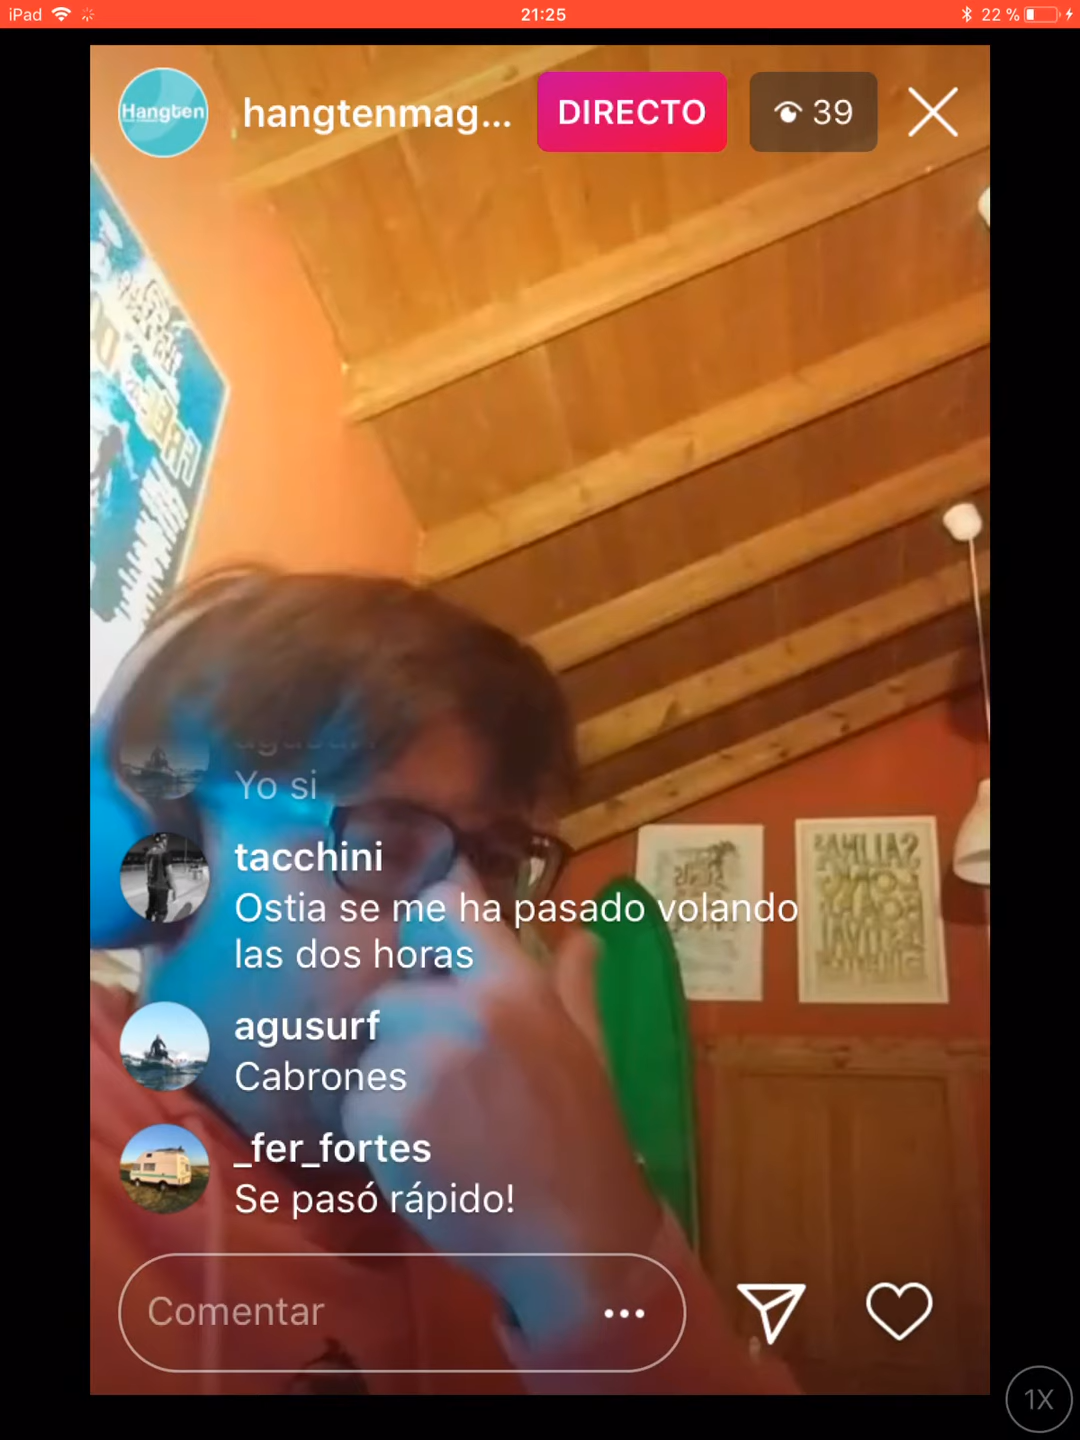 iPad
21:25
22 %
Hangten
hangtenmag...
DIRECTO
39
Yo si
tacchini
Ostia se me ha pasado volando
las dos horas
agusurf
Cabrones
_fer_fortes
Se pasó rápido!
Comentar
1X